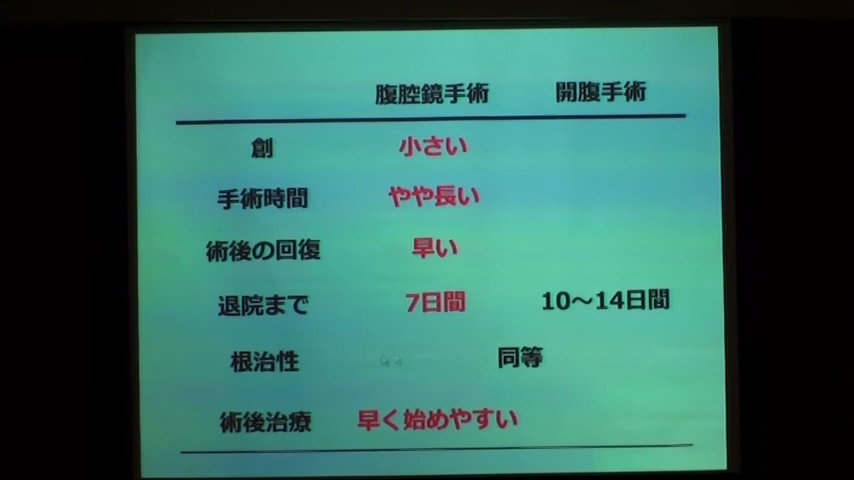 腹腔鏡手術 開腹手術
創 小さい
手術時間 やや長い
術後の回復 早い
退院まで 7日間 10～14日間
根治性 同等
術後治療 早く始めやすい